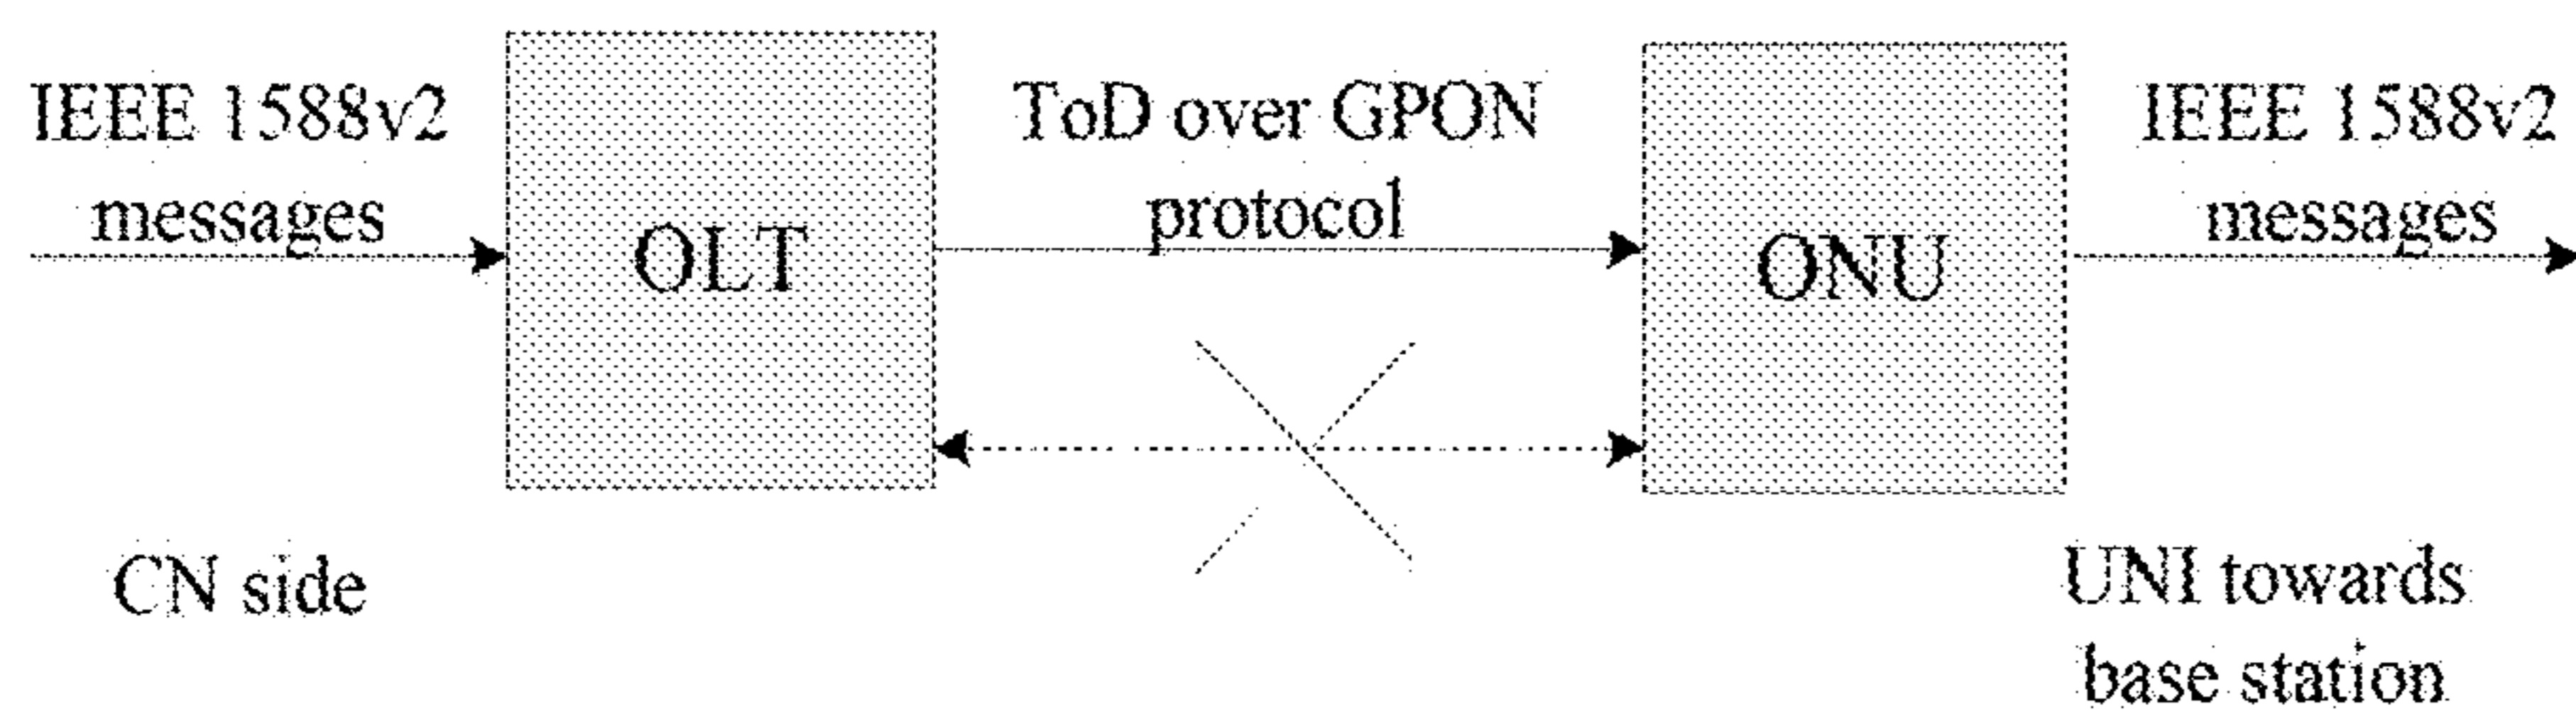 IEEE 1588v2
messages
OLT
ToD over GPON
protocol
ONU
IEEE 1588v2
messages
CN side
UNI towards
base station